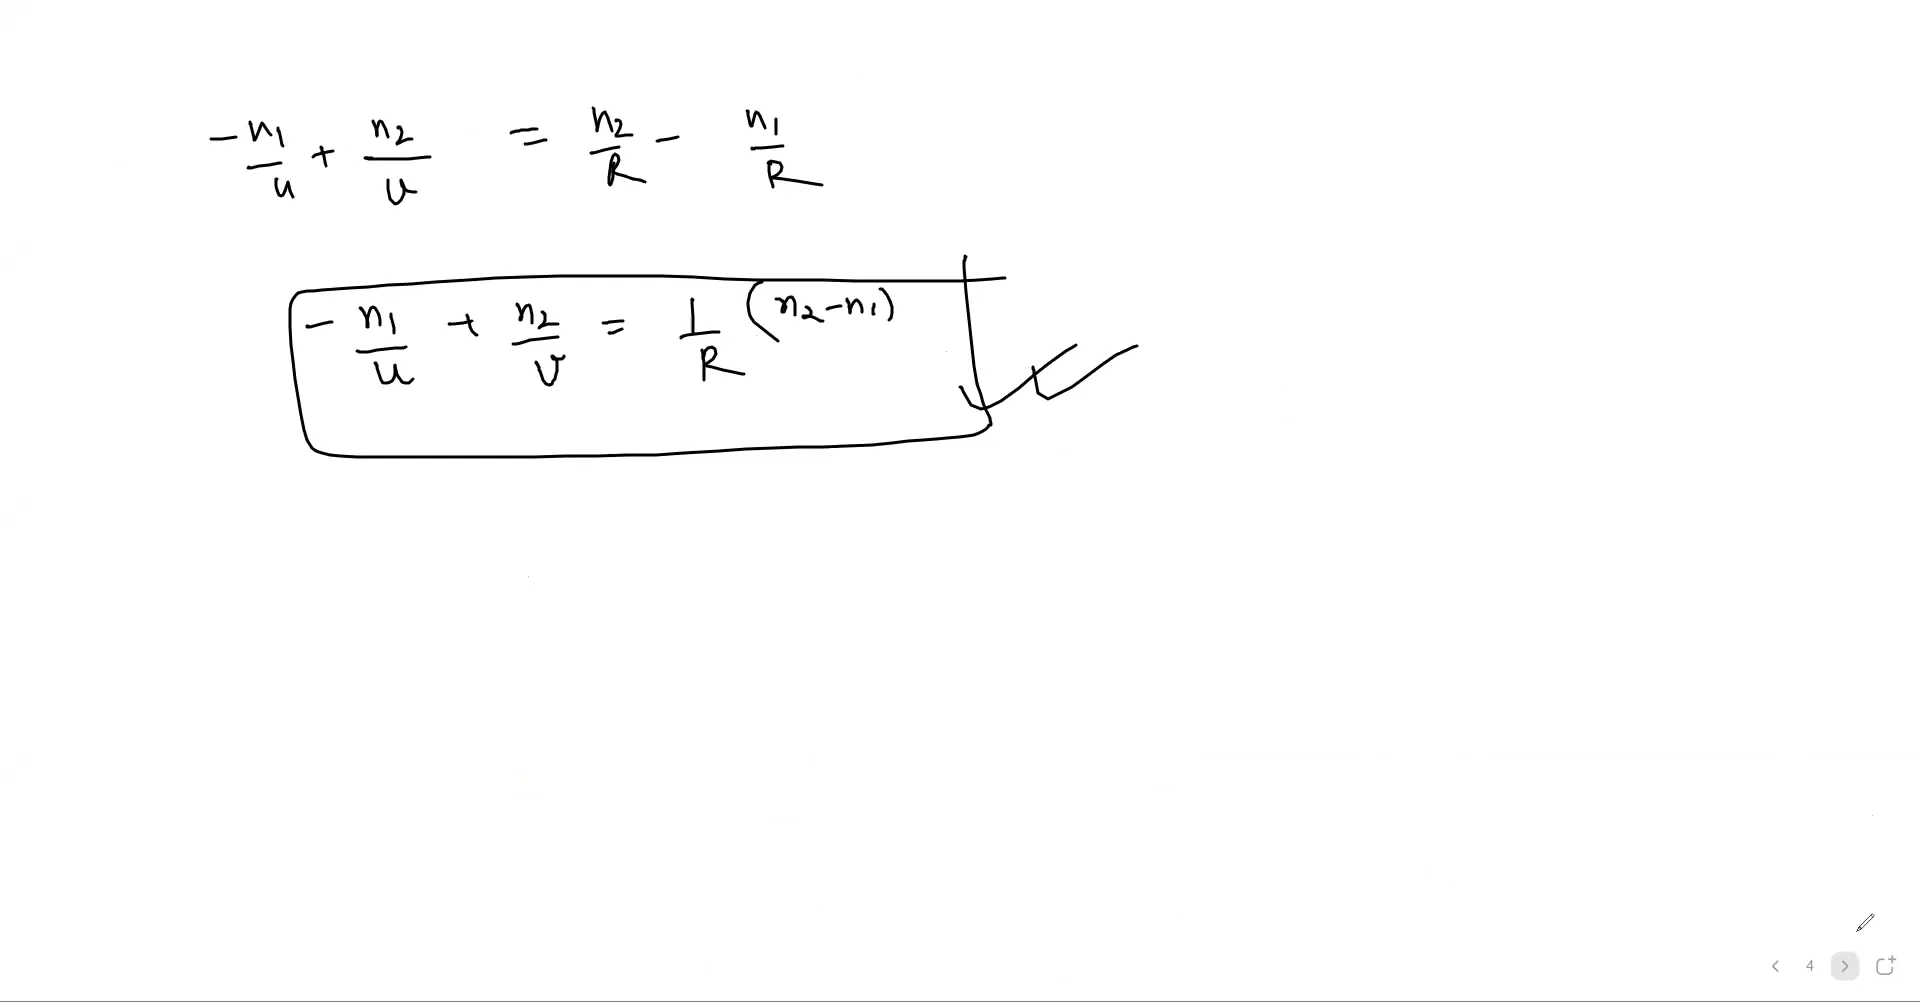 -n1/u + n2/v = n2/R - n1/R
- n1/u + n2/v = 1/R (n2-n1)
4